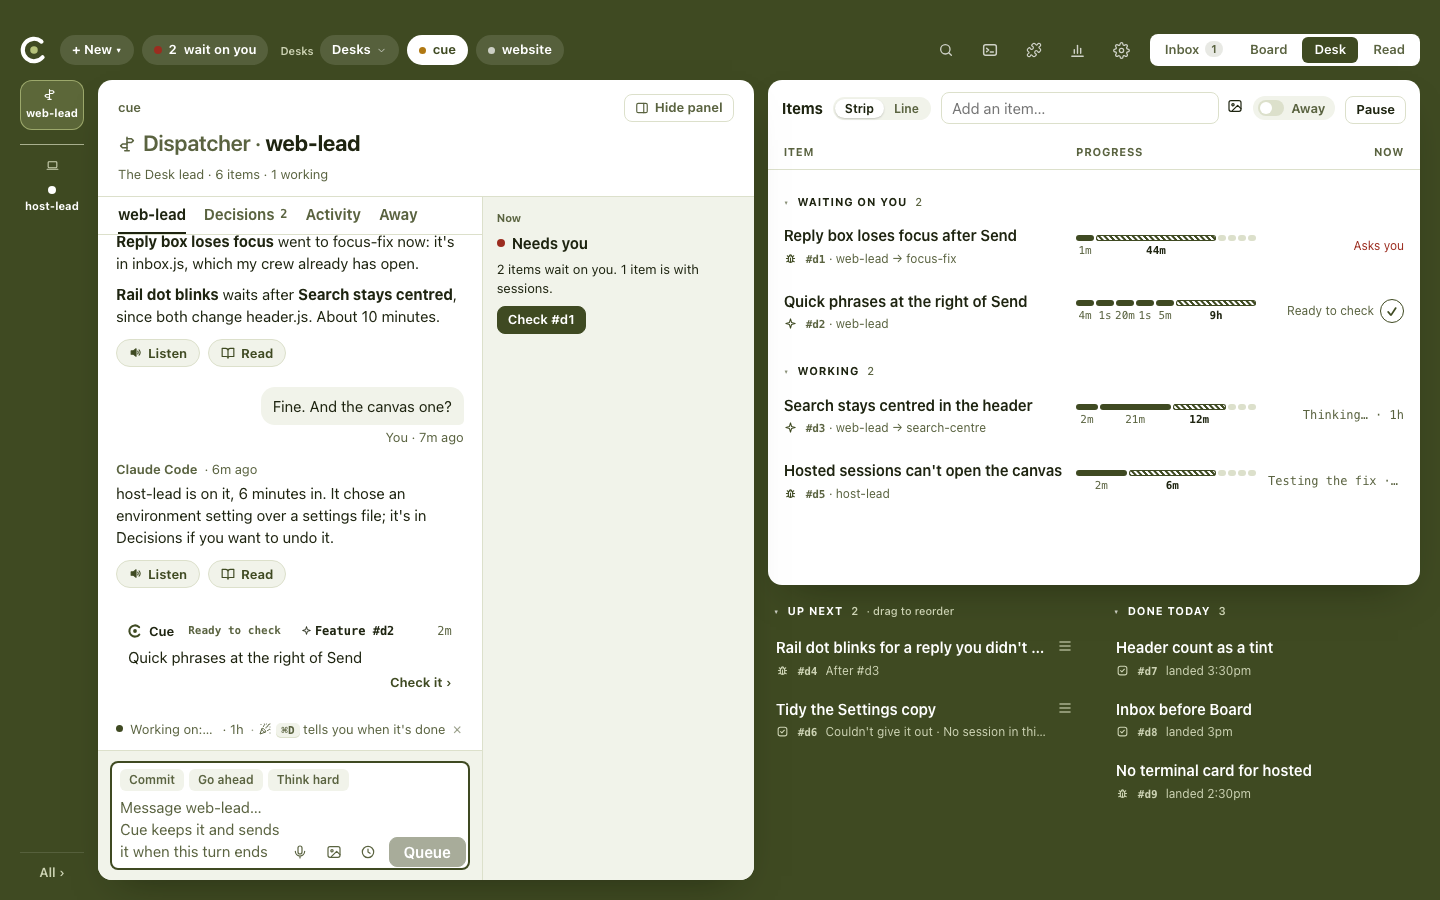 + New ▾
2 wait on you
Desks
Desks
cue
website
Inbox 1
Board
Desk
Read
web-lead
host-lead
All ›
cue
Hide panel
Dispatcher · web-lead
The Desk lead · 6 items · 1 working
web-lead
Decisions 2
Activity
Away
Reply box loses focus went to focus-fix now: it's
in inbox.js, which my crew already has open.
Rail dot blinks waits after Search stays centred,
since both change header.js. About 10 minutes.
Listen
Read
Fine. And the canvas one?
You · 7m ago
Claude Code · 6m ago
host-lead is on it, 6 minutes in. It chose an
environment setting over a settings file; it's in
Decisions if you want to undo it.
Listen
Read
Cue Ready to check Feature #d2 2m
Quick phrases at the right of Send
Check it ›
Working on:... · 1h · ⌘D tells you when it's done ×
Commit
Go ahead
Think hard
Message web-lead...
Cue keeps it and sends
it when this turn ends
Queue
Now
Needs you
2 items wait on you. 1 item is with
sessions.
Check #d1
Items
Strip
Line
Add an item...
Away
Pause
ITEM
PROGRESS
NOW
WAITING ON YOU 2
Reply box loses focus after Send
#d1 · web-lead → focus-fix
1m 44m
Asks you
Quick phrases at the right of Send
#d2 · web-lead
4m 1s 20m 1s 5m 9h
Ready to check
WORKING 2
Search stays centred in the header
#d3 · web-lead → search-centre
2m 21m 12m
Thinking… · 1h
Hosted sessions can't open the canvas
#d5 · host-lead
2m 6m
Testing the fix ·…
UP NEXT 2 · drag to reorder
Rail dot blinks for a reply you didn't ...
#d4 After #d3
Tidy the Settings copy
#d6 Couldn't give it out · No session in thi...
DONE TODAY 3
Header count as a tint
#d7 landed 3:30pm
Inbox before Board
#d8 landed 3pm
No terminal card for hosted
#d9 landed 2:30pm